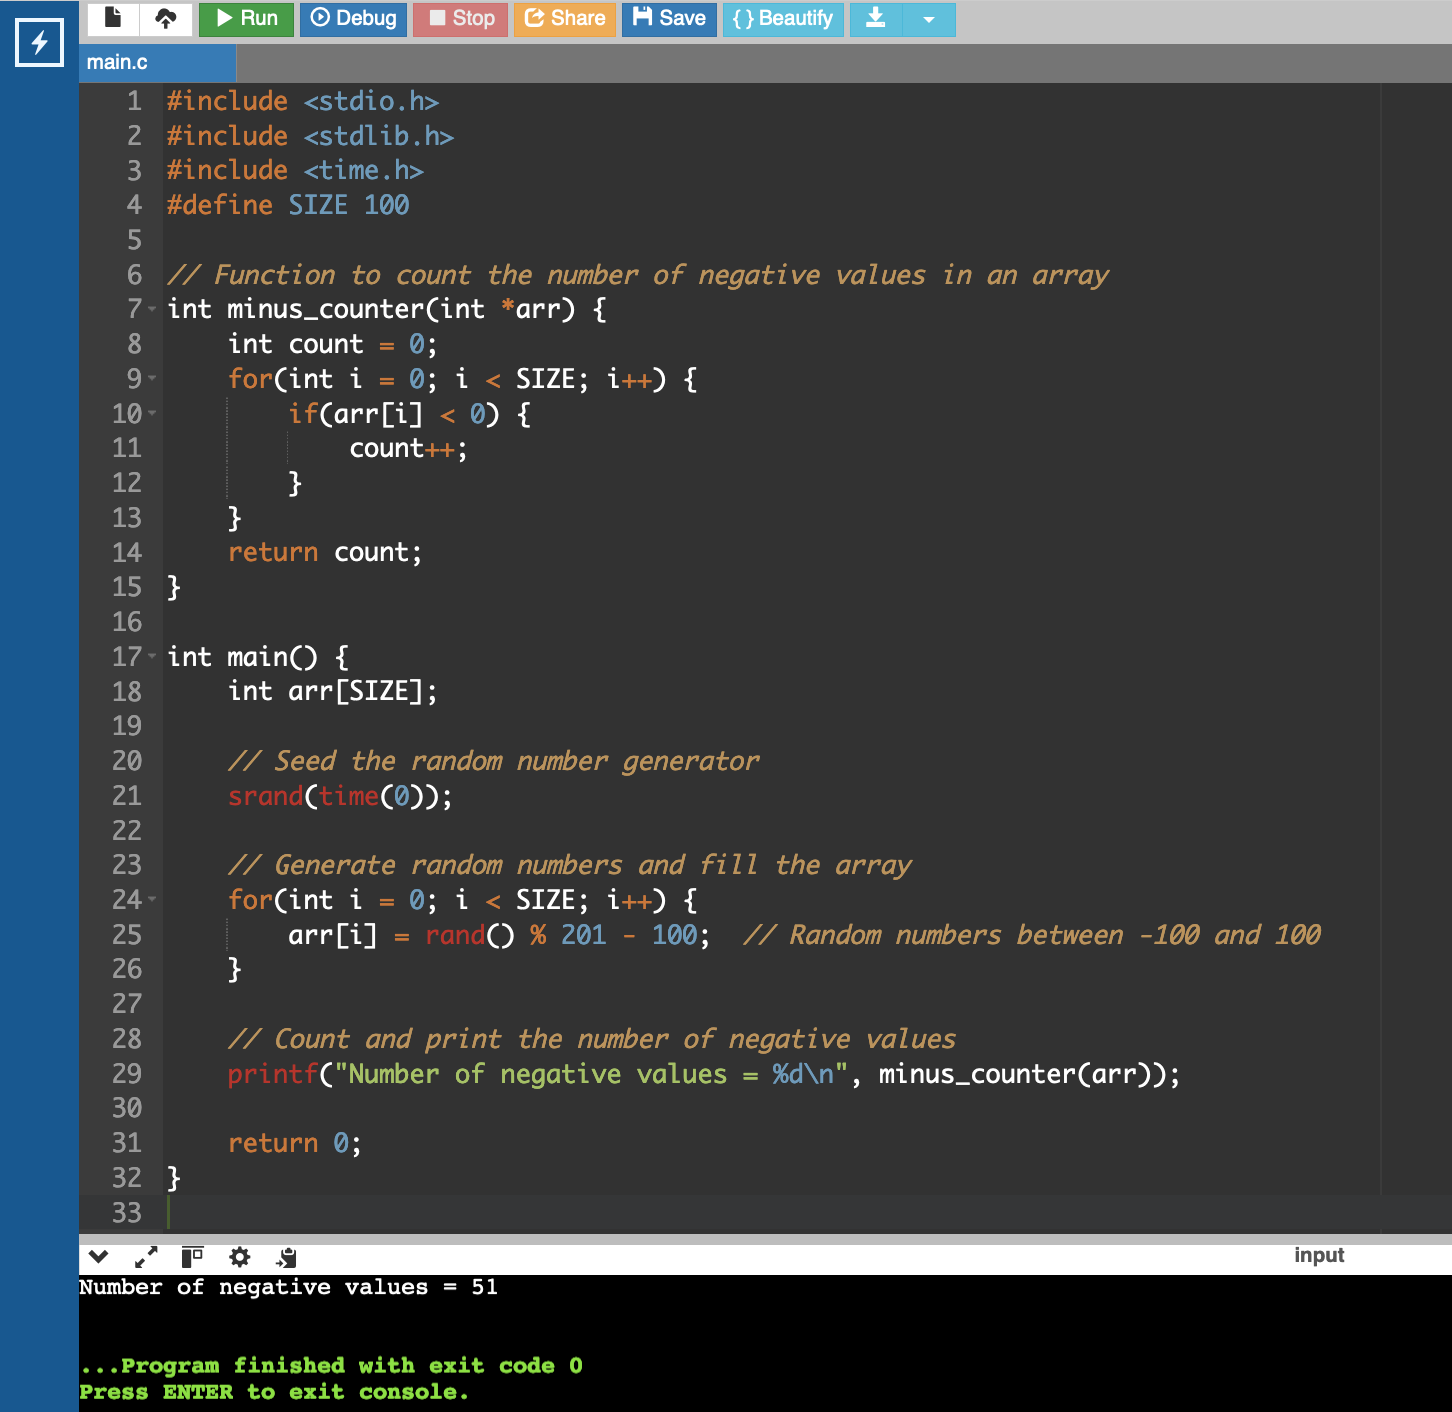 Run Debug Stop Share Save {} Beautify
main.c
1 #include <stdio.h>
2 #include <stdlib.h>
3 #include <time.h>
4 #define SIZE 100
5
6 // Function to count the number of negative values in an array
7 int minus_counter(int *arr) {
8     int count = 0;
9     for(int i = 0; i < SIZE; i++) {
10         if(arr[i] < 0) {
11             count++;
12         }
13     }
14     return count;
15 }
16
17 int main() {
18     int arr[SIZE];
19
20     // Seed the random number generator
21     srand(time(0));
22
23     // Generate random numbers and fill the array
24     for(int i = 0; i < SIZE; i++) {
25         arr[i] = rand() % 201 - 100;  // Random numbers between -100 and 100
26     }
27
28     // Count and print the number of negative values
29     printf("Number of negative values = %d\n", minus_counter(arr));
30
31     return 0;
32 }
33
input
Number of negative values = 51
...Program finished with exit code 0
Press ENTER to exit console.